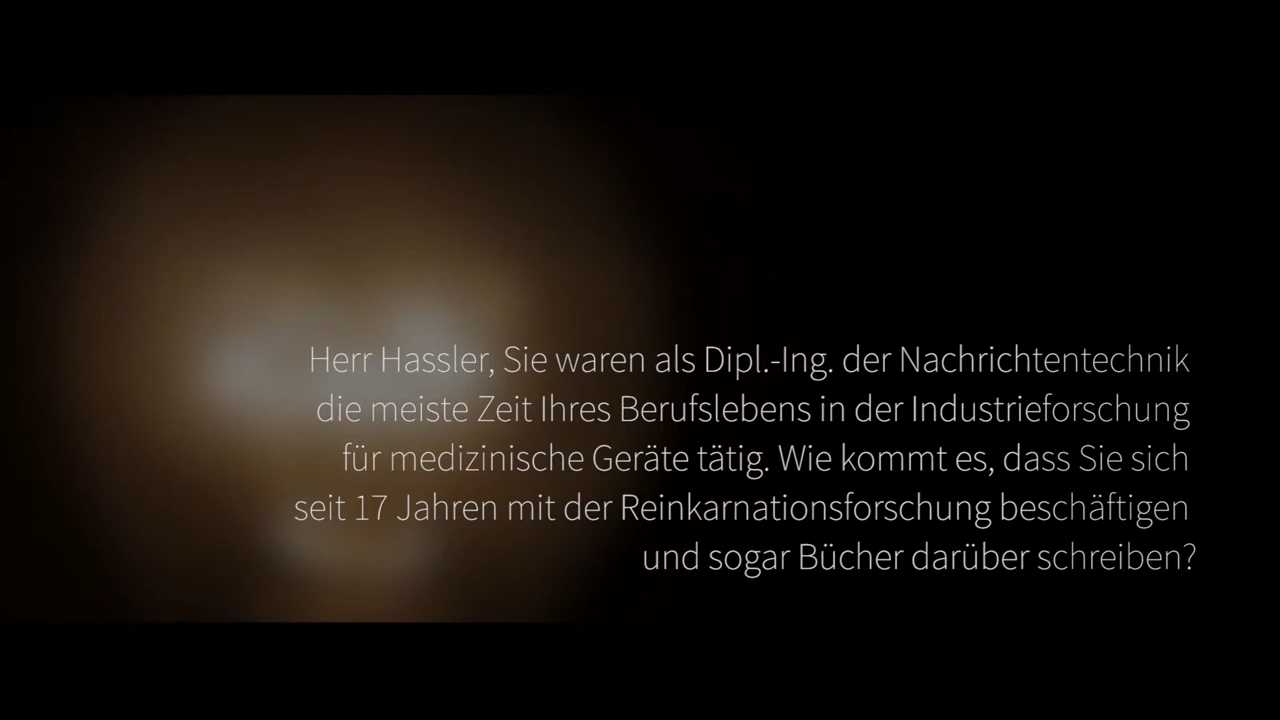 Herr Hassler, Sie waren als Dipl.-Ing. der Nachrichtentechnik
die meiste Zeit Ihres Berufslebens in der Industrieforschung
für medizinische Geräte tätig. Wie kommt es, dass Sie sich
seit 17 Jahren mit der Reinkarnationsforschung beschäftigen
und sogar Bücher darüber schreiben?